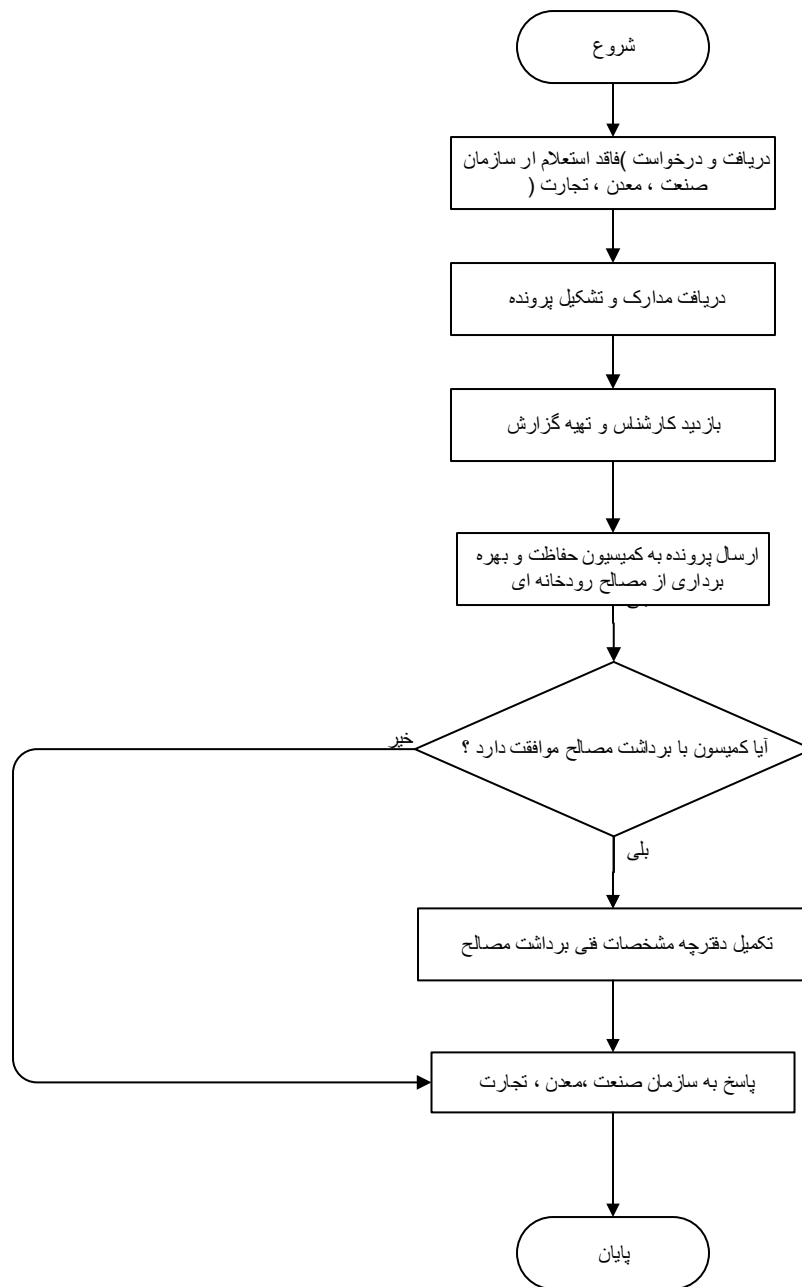 شروع
دریافت و درخواست )فاقد استعلام ار سازمان
صنعت ، معدن ، تجارت (
دریافت مدارک و تشکیل پرونده
بازدید کارشناس و تهیه گزارش
ارسال پرونده به کمیسیون حفاظت و بهره
برداری از مصالح رودخانه ای
آیا کمیسون با برداشت مصالح موافقت دارد ؟
خیر
بلی
تکمیل دفترچه مشخصات فنی برداشت مصالح
پاسخ به سازمان صنعت ،معدن ، تجارت
پایان